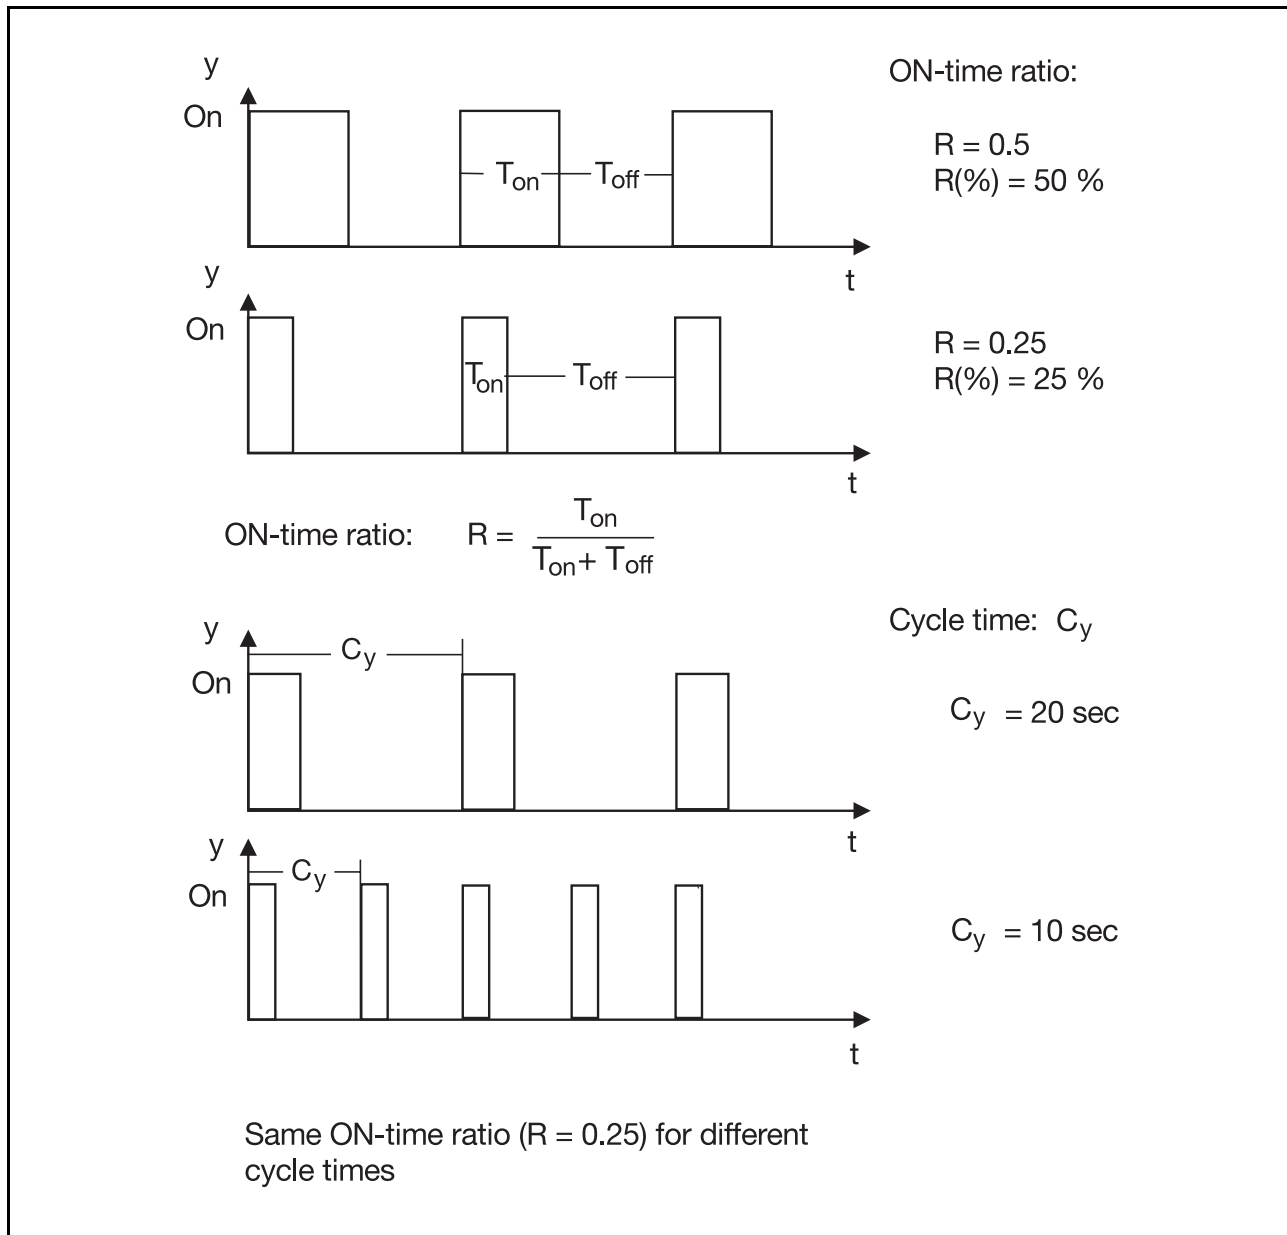 y
On
ON-time ratio:
R = 0.5
R(%) = 50 %
Ton
Toff
t
y
On
R = 0.25
R(%) = 25 %
Ton
Toff
t
ON-time ratio: R = Ton
Ton + Toff
Cycle time: Cy
y
Cy
On
Cy = 20 sec
t
y
Cy
On
Cy = 10 sec
t
Same ON-time ratio (R = 0.25) for different
cycle times